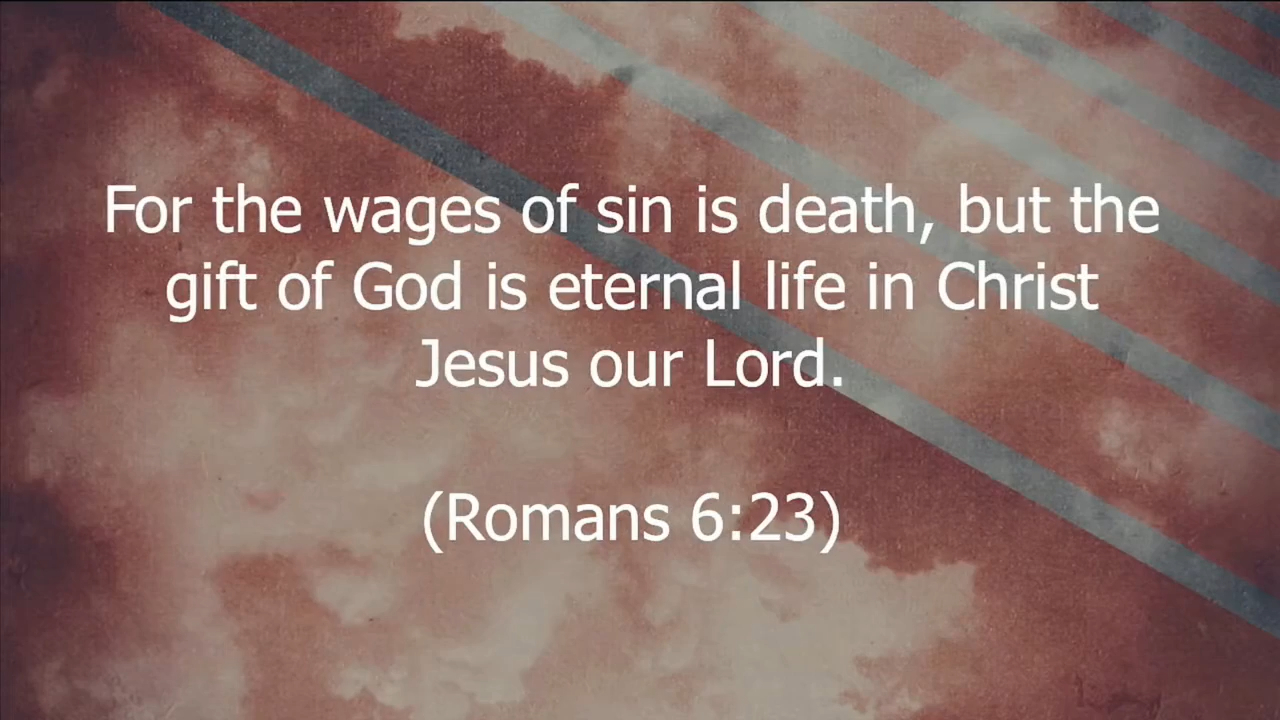 For the wages of sin is death, but the
gift of God is eternal life in Christ
Jesus our Lord.
(Romans 6:23)